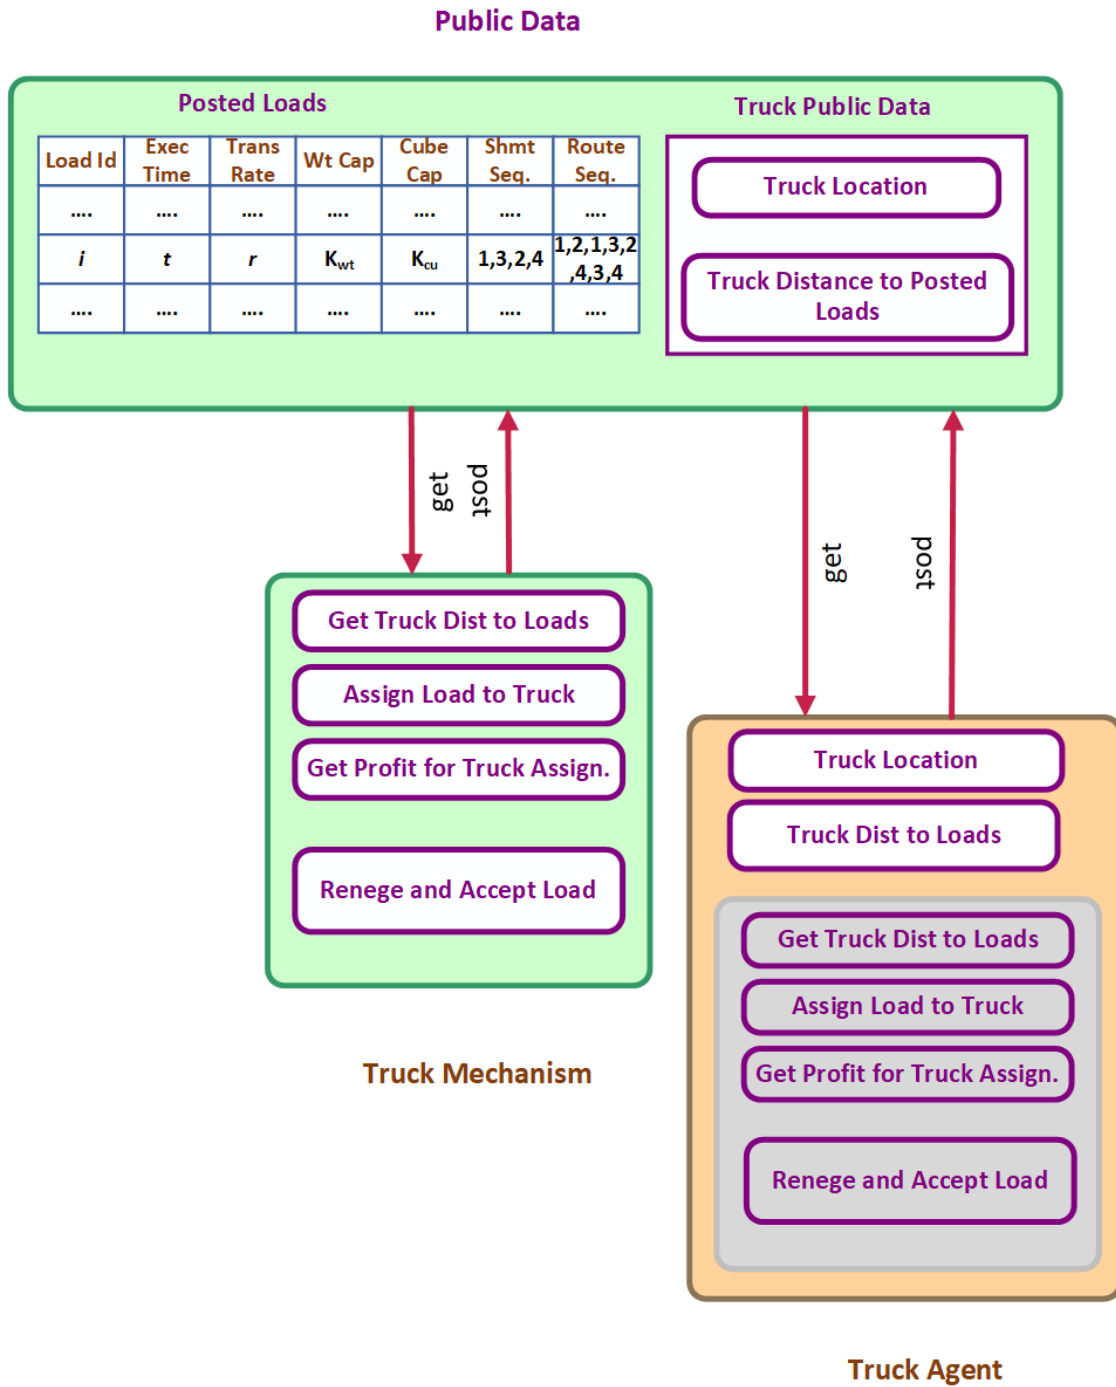 Public Data
Posted Loads
Truck Public Data
Load Id
Exec
Time
Trans
Rate
Wt Cap
Cube
Cap
Shmt
Seq.
Route
Seq.
.... .... .... .... .... .... ....
i t r Kwt Kcu 1,3,2,4 1,2,1,3,2
,4,3,4
.... .... .... .... .... .... ....
Truck Location
Truck Distance to Posted
Loads
get
post
get
post
Get Truck Dist to Loads
Assign Load to Truck
Get Profit for Truck Assign.
Renege and Accept Load
Truck Mechanism
Truck Location
Truck Dist to Loads
Get Truck Dist to Loads
Assign Load to Truck
Get Profit for Truck Assign.
Renege and Accept Load
Truck Agent